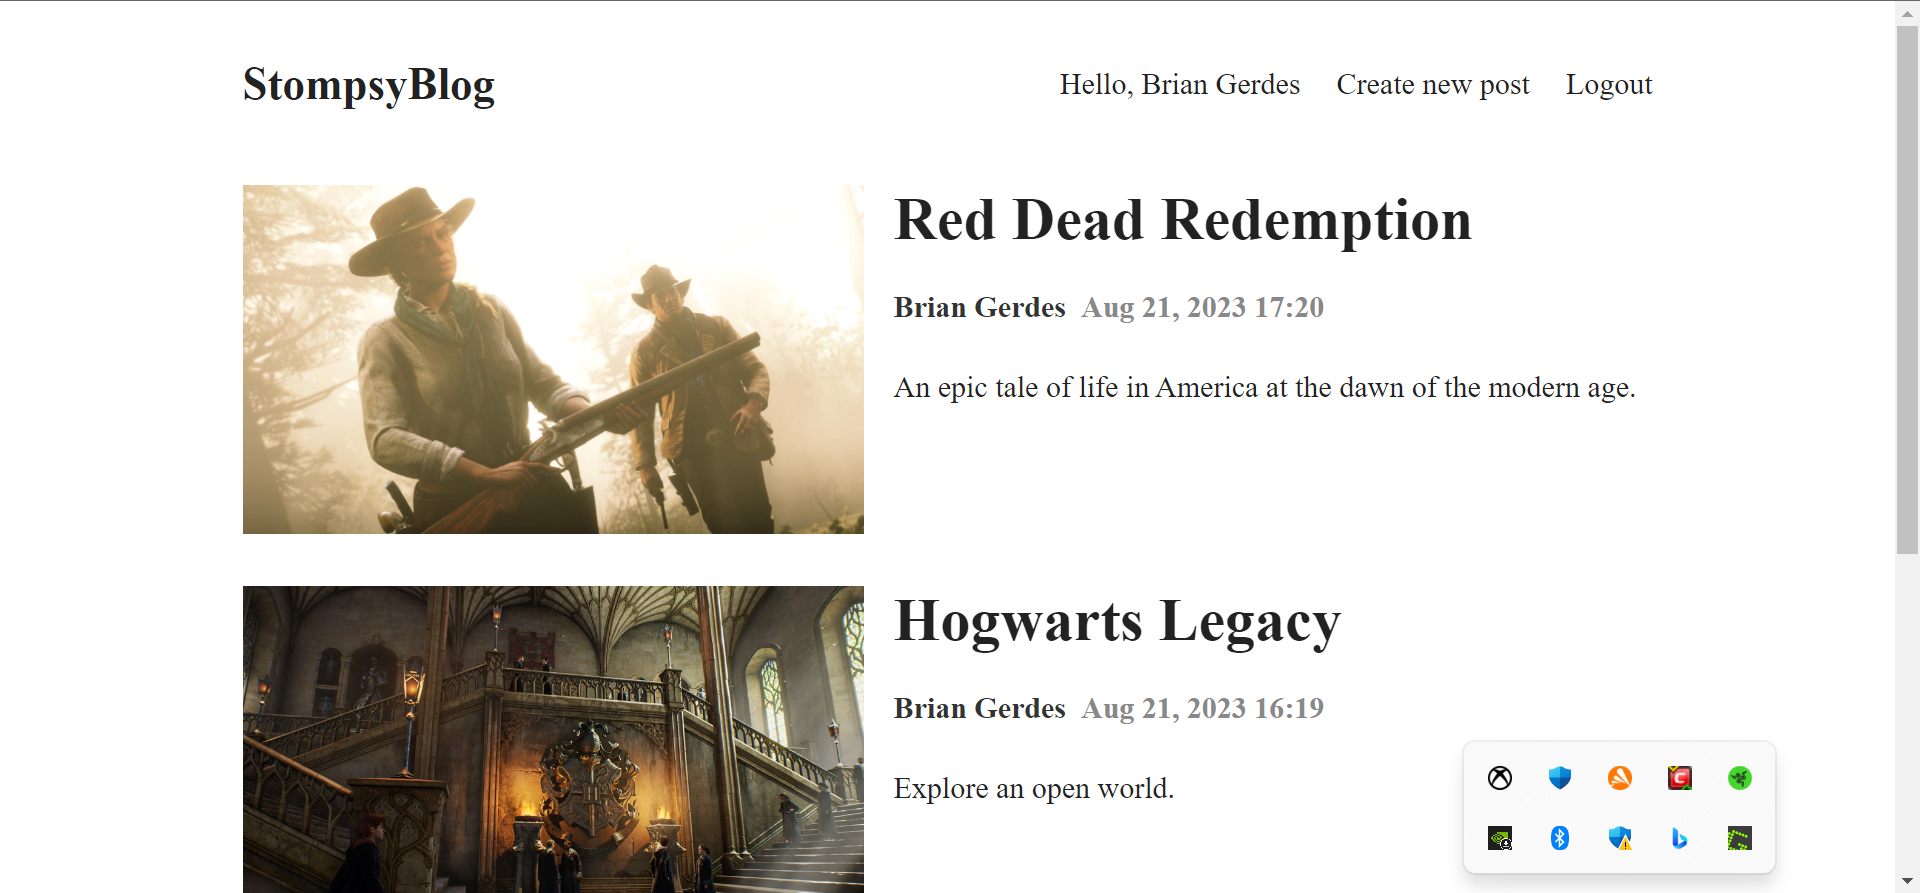 StompsyBlog
Hello, Brian Gerdes Create new post Logout
Red Dead Redemption
Brian Gerdes Aug 21, 2023 17:20
An epic tale of life in America at the dawn of the modern age.
Hogwarts Legacy
Brian Gerdes Aug 21, 2023 16:19
Explore an open world.